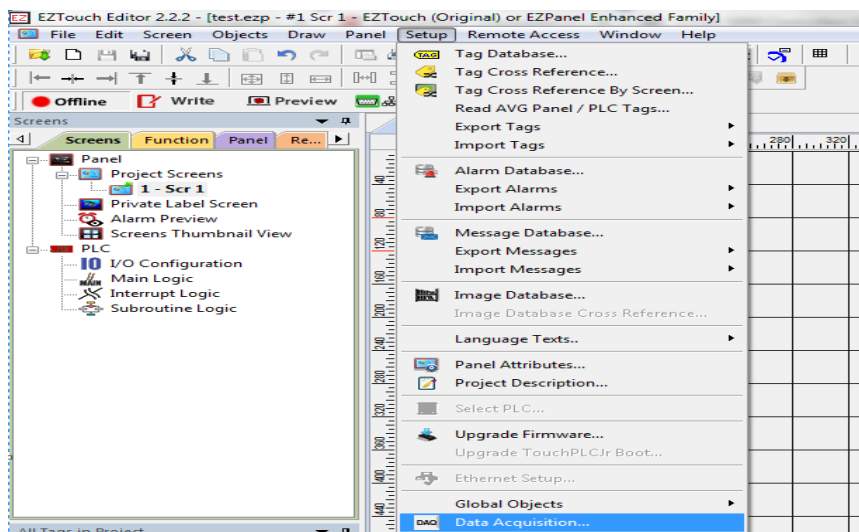 EZ EZTouch Editor 2.2.2 - [test.ezp - #1 Scr 1 - EZTouch (Original) or EZPanel Enhanced Family]
File Edit Screen Objects Draw Panel Setup Remote Access Window Help
Offline Write Preview
Screens
Screens Function Panel Re...
Panel
Project Screens
1 - Scr 1
Private Label Screen
Alarm Preview
Screens Thumbnail View
PLC
I/O Configuration
MAIN Main Logic
Interrupt Logic
Subroutine Logic
All Tags in Project
40
80
120
160
200
240
280
320
360
400
440
TAG Tag Database...
Tag Cross Reference...
Tag Cross Reference By Screen...
Read AVG Panel / PLC Tags...
Export Tags
Import Tags
Alarm Database...
Export Alarms
Import Alarms
Message Database...
Export Messages
Import Messages
Image Database...
Image Database Cross Reference...
Language Texts..
Panel Attributes...
Project Description...
Select PLC...
Upgrade Firmware...
Upgrade TouchPLCJr Boot...
Ethernet Setup...
Global Objects
DAQ Data Acquisition...
280 320